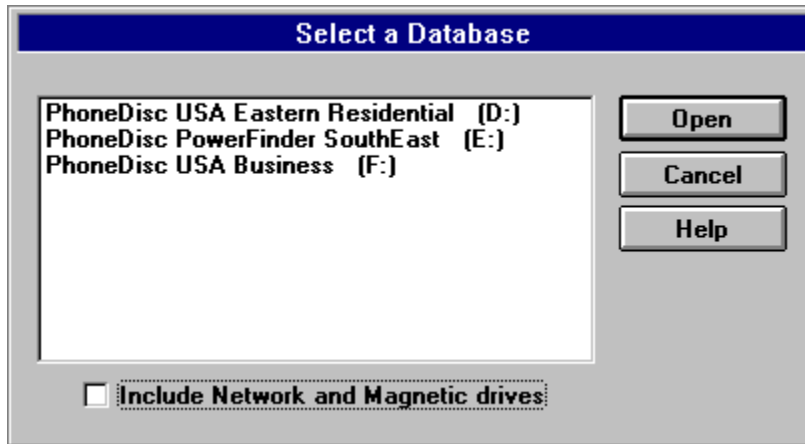 Select a Database
PhoneDisc USA Eastern Residential (D:)
PhoneDisc PowerFinder SouthEast (E:)
PhoneDisc USA Business (F:)
Open
Cancel
Help
Include Network and Magnetic drives